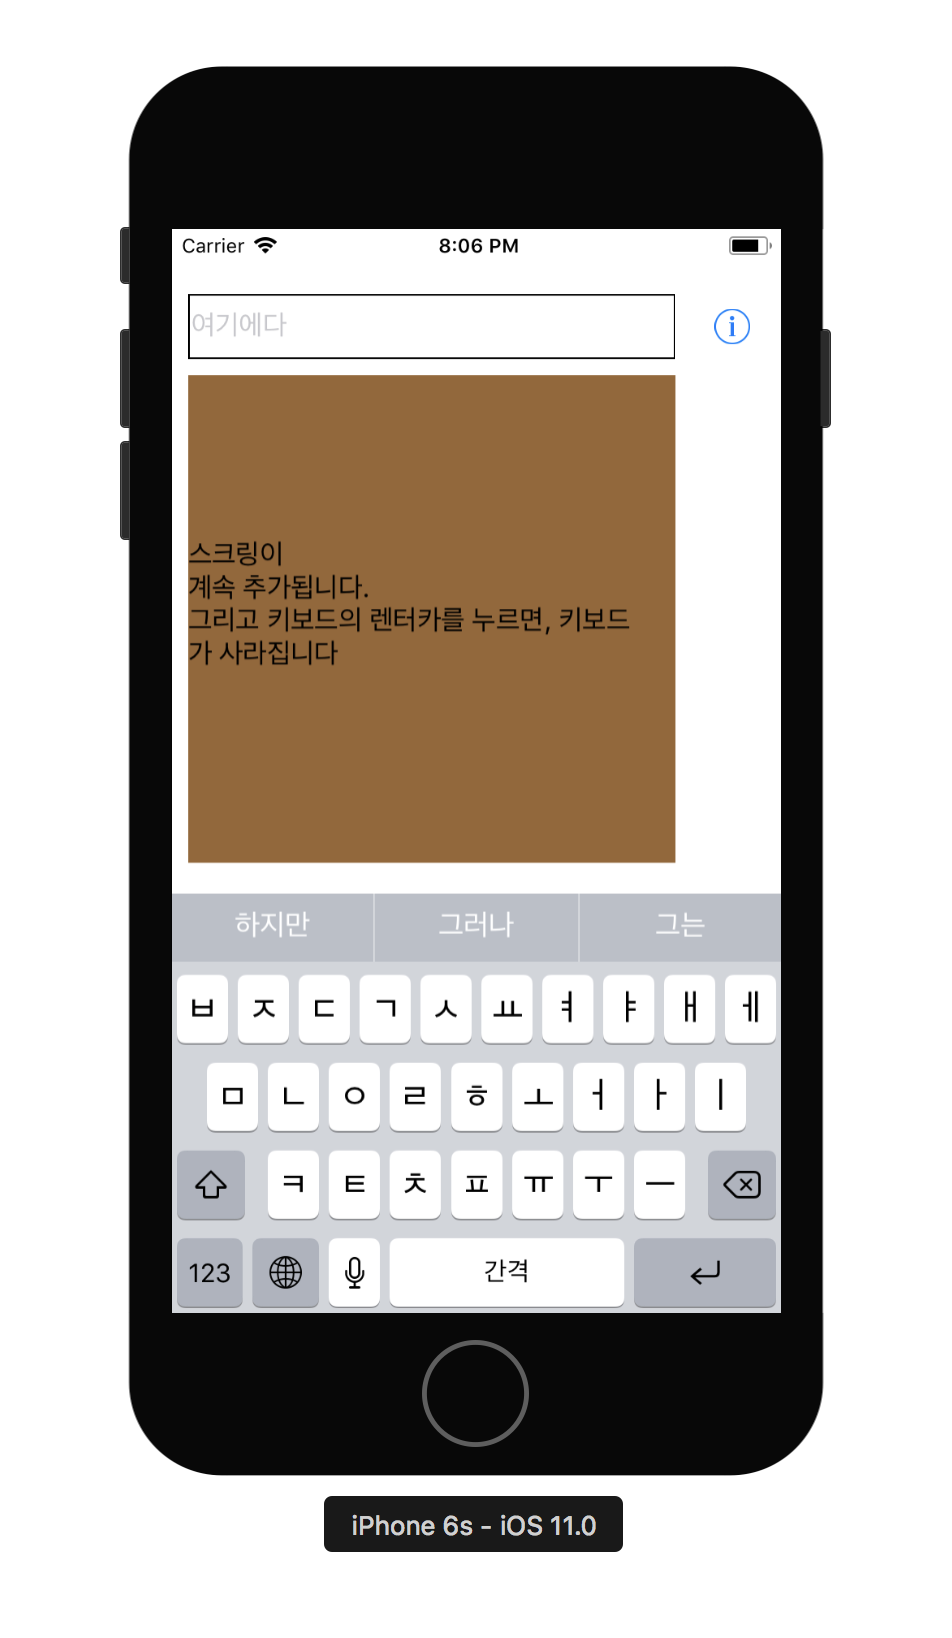 Carrier 8:06 PM
여기에다
스크링이
계속 추가됩니다.
그리고 키보드의 렌터카를 누르면, 키보드
가 사라집니다
하지만 그러나 그는
ㅂ ㅈ ㄷ ㄱ ㅅ ㅛ ㅕ ㅑ ㅐ ㅔ
ㅁ ㄴ ㅇ ㄹ ㅎ ㅗ ㅓ ㅏ ㅣ
ㅋ ㅌ ㅊ ㅍ ㅠ ㅜ ㅡ
123 간격
iPhone 6s - iOS 11.0